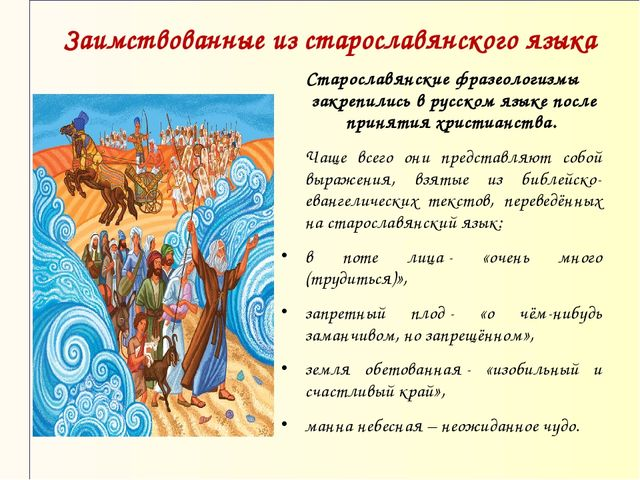 Заимствованные из старославянского языка
Старославянские фразеологизмы
закрепились в русском языке после
принятия христианства.
Чаще всего они представляют собой
выражения, взятые из библейско-
евангелических текстов, переведённых
на старославянский язык:
• в поте лица - «очень много
(трудиться)»,
• запретный плод - «о чём-нибудь
заманчивом, но запрещённом»,
• земля обетованная - «изобильный и
счастливый край»,
• манна небесная – неожиданное чудо.